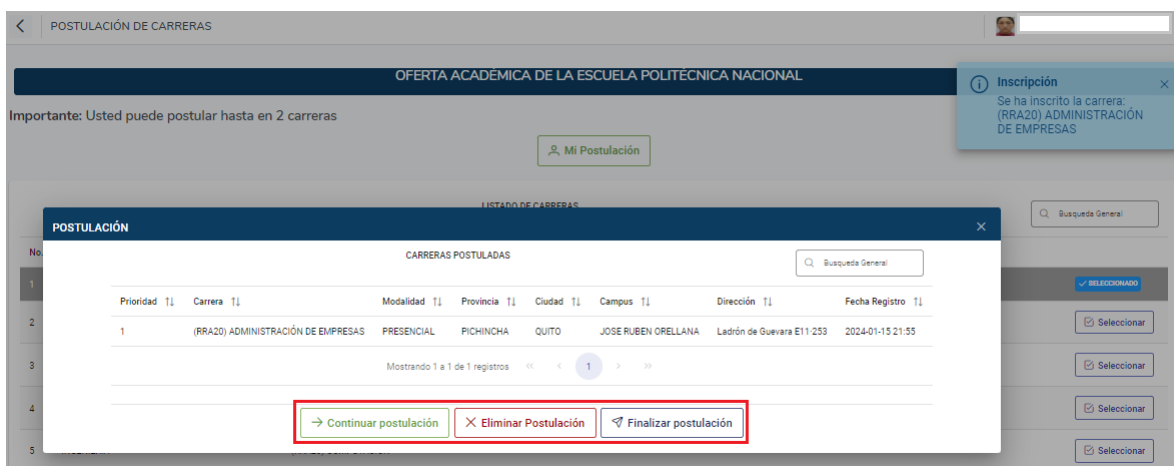 POSTULACIÓN DE CARRERAS
OFERTA ACADÉMICA DE LA ESCUELA POLITÉCNICA NACIONAL
Inscripción
Se ha inscrito la carrera:
(RRA20) ADMINISTRACIÓN
DE EMPRESAS
Importante: Usted puede postular hasta en 2 carreras
Mi Postulación
LISTADO DE CARRERAS
Busqueda General
No.
POSTULACIÓN
CARRERAS POSTULADAS
Busqueda General
Prioridad Carrera Modalidad Provincia Ciudad Campus Dirección Fecha Registro
1 (RRA20) ADMINISTRACIÓN DE EMPRESAS PRESENCIAL PICHINCHA QUITO JOSE RUBEN ORELLANA Ladrón de Guevara E11-253 2024-01-15 21:55
Mostrando 1 a 1 de 1 registros « < 1 > »
Continuar postulación Eliminar Postulación Finalizar postulación
1 SELECCIONADO
2 Seleccionar
3 Seleccionar
4 Seleccionar
5 Seleccionar